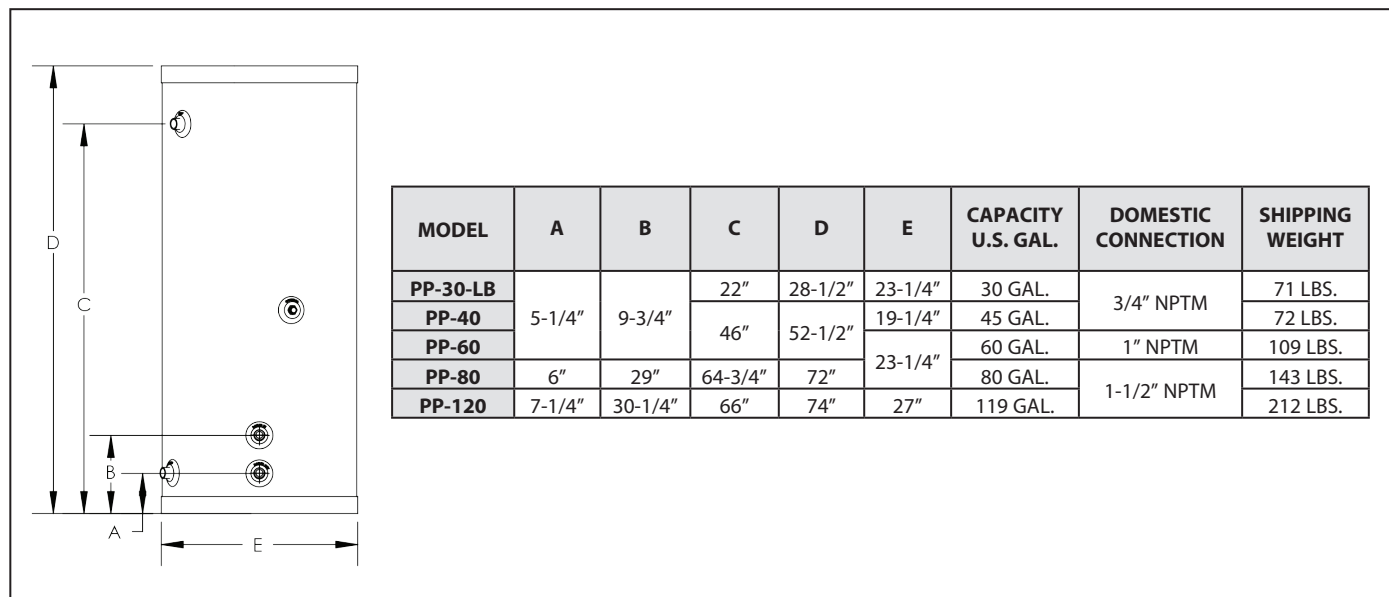 D
C
B
A
E
MODEL A B C D E CAPACITY U.S. GAL. DOMESTIC CONNECTION SHIPPING WEIGHT
PP-30-LB 5-1/4” 9-3/4” 22” 28-1/2” 23-1/4” 30 GAL. 3/4” NPTM 71 LBS.
PP-40 46” 52-1/2” 19-1/4” 45 GAL. 72 LBS.
PP-60 23-1/4” 60 GAL. 1” NPTM 109 LBS.
PP-80 6” 29” 64-3/4” 72” 80 GAL. 1-1/2” NPTM 143 LBS.
PP-120 7-1/4” 30-1/4” 66” 74” 27” 119 GAL. 212 LBS.